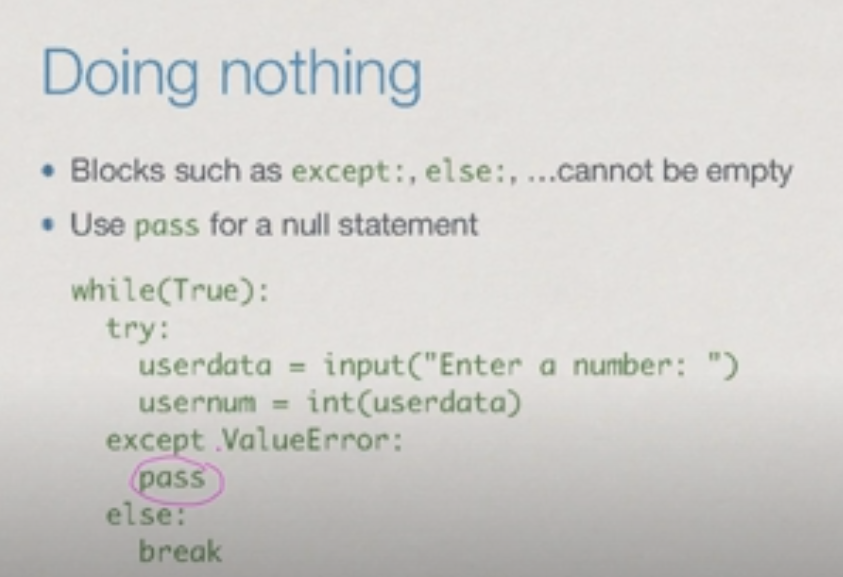 Doing nothing
• Blocks such as except:, else:, ...cannot be empty
• Use pass for a null statement
while(True):
  try:
    userdata = input("Enter a number: ")
    usernum = int(userdata)
  except ValueError:
    pass
  else:
    break